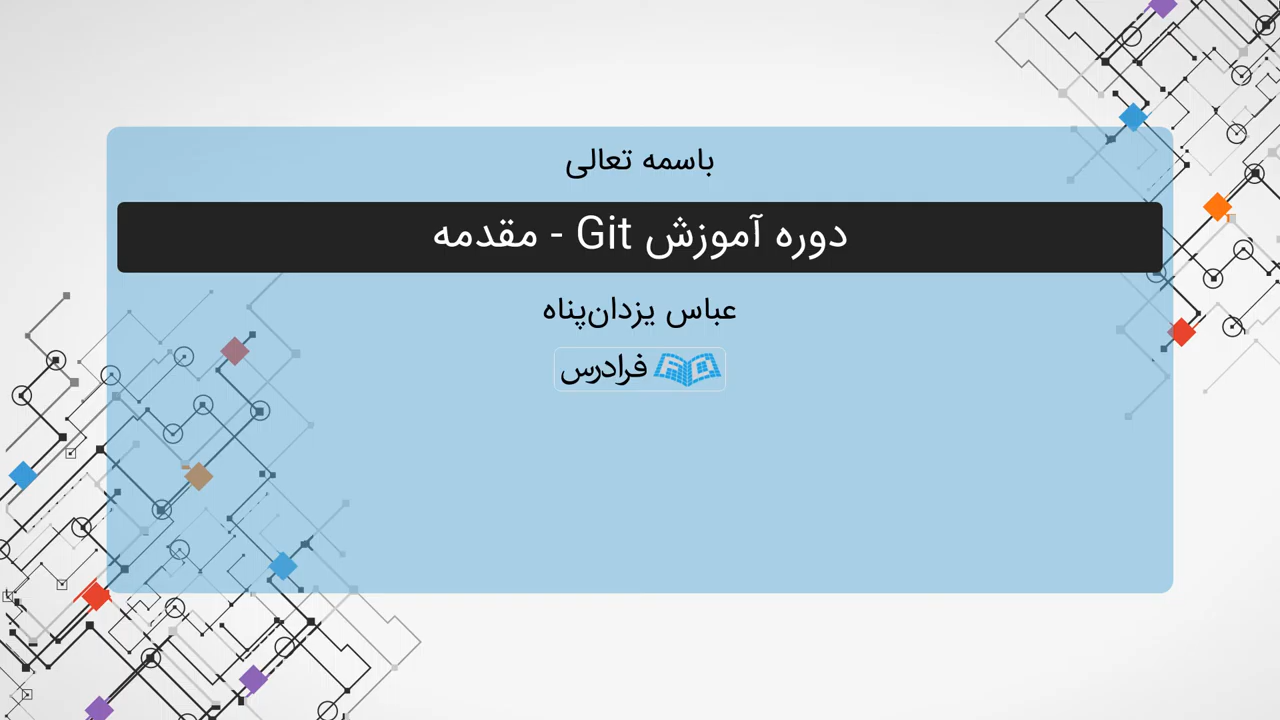 باسمه تعالی
دوره آموزش Git - مقدمه
عباس یزدان‌پناه
فرادرس